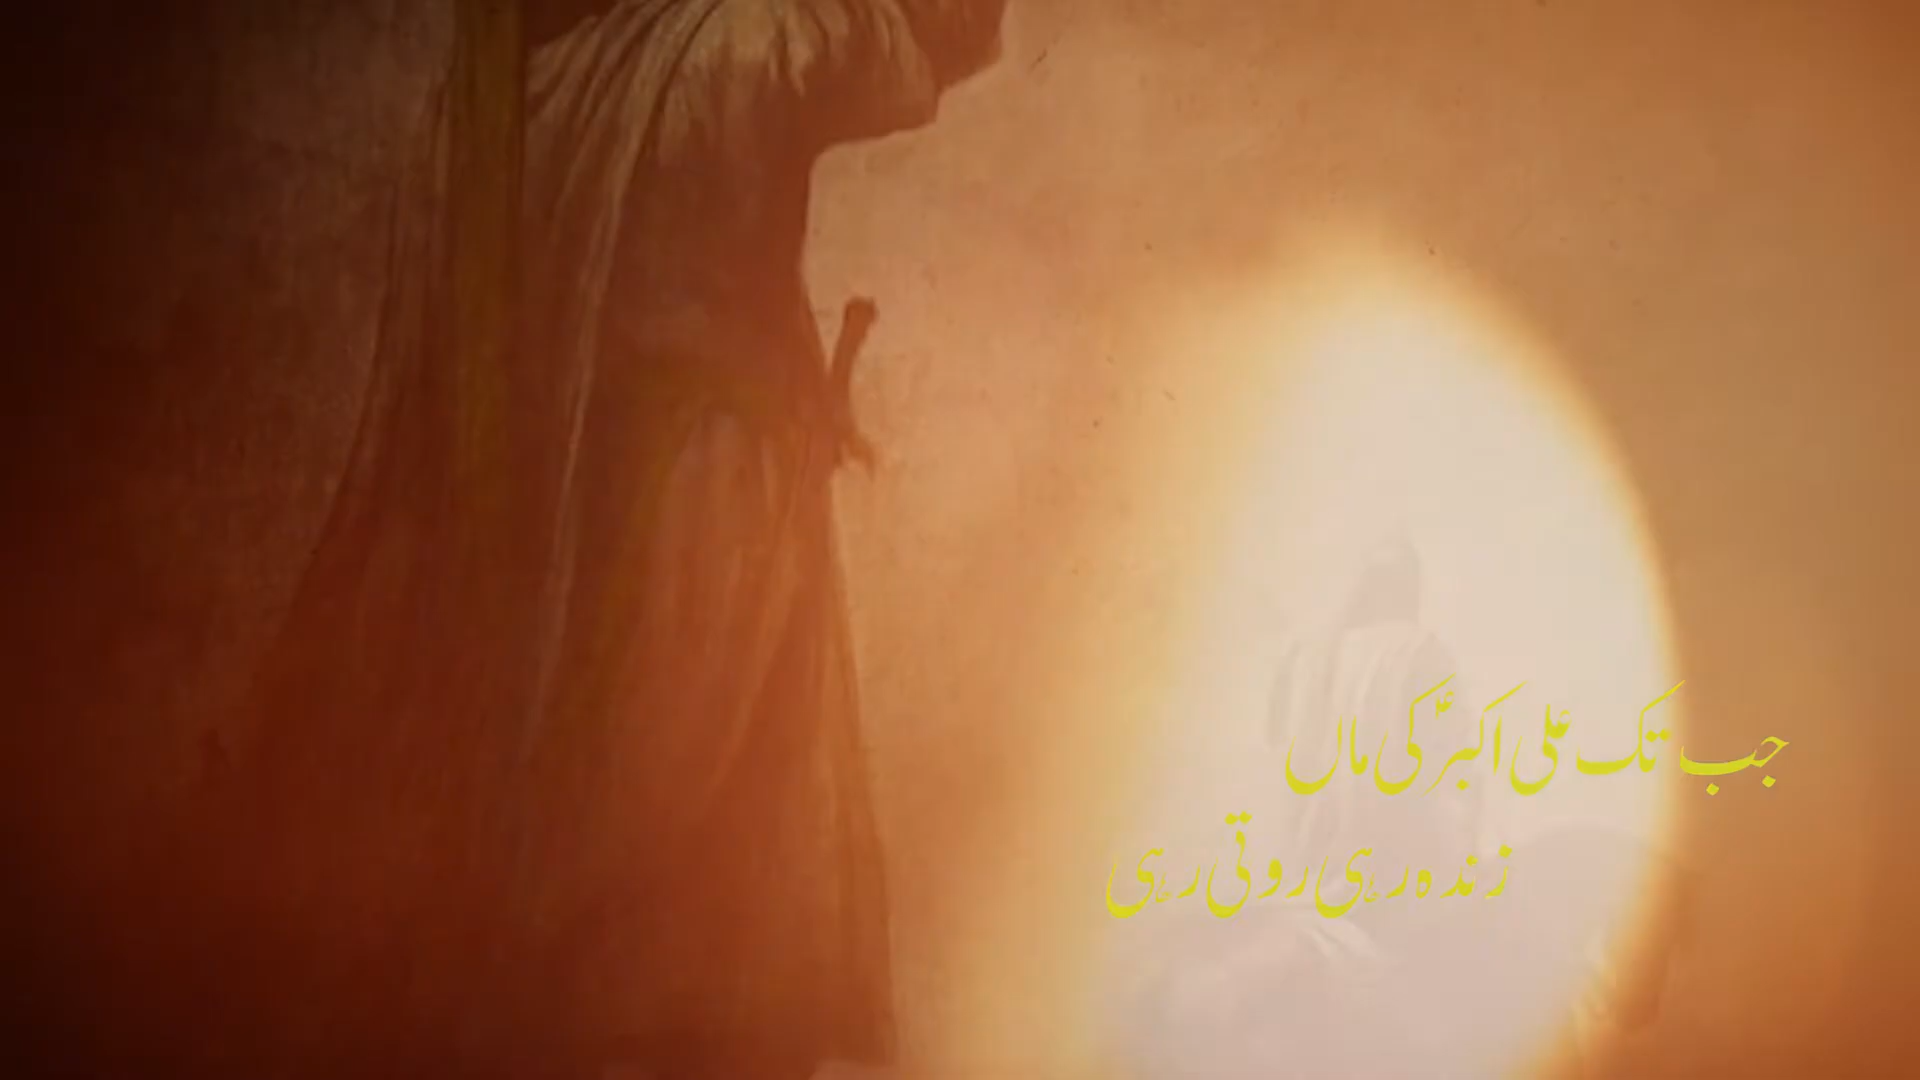 جب تک علی اکبرؑ کی ماں
زندہ رہی روتی رہی